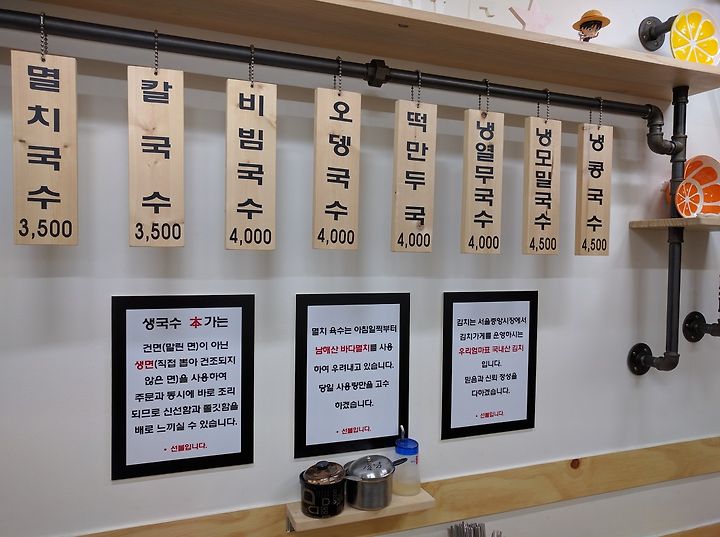 멸치국수
3,500
칼국수
3,500
비빔국수
4,000
오뎅국수
4,000
떡만두국
4,000
냉열무국수
4,000
냉모밀국수
4,500
냉콩국수
4,500
생국수 本가는
건면(말린 면)이 아닌
생면(직접 뽑아 건조되지
않은 면)을 사용하여
주문과 동시에 바로 조리
되므로 신선함과 쫄깃함을
배로 느끼실 수 있습니다.
* 선불입니다.
멸치 육수는 아침일찍부터
남해산 바다멸치를 사용
하여 우려내고 있습니다.
당일 사용량만을 고수
하겠습니다.
* 선불입니다.
김치는 서울중앙시장에서
김치가게를 운영하시는
우리엄마표 국내산 김치
입니다.
믿음과 신뢰 정성을
다하겠습니다.
* 선불입니다.